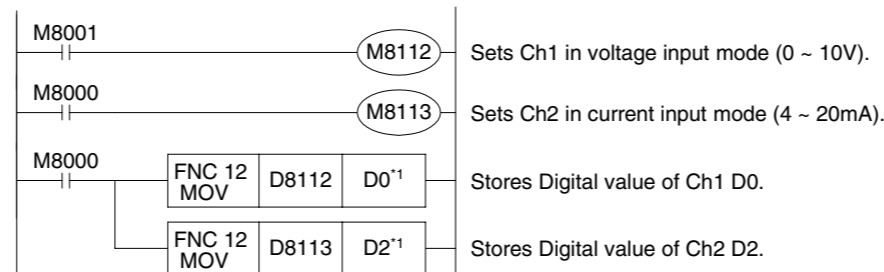 M8001
M8112 Sets Ch1 in voltage input mode (0 ~ 10V).
M8000
M8113 Sets Ch2 in current input mode (4 ~ 20mA).
M8000
FNC 12 MOV D8112 D0*1 Stores Digital value of Ch1 D0.
FNC 12 MOV D8113 D2*1 Stores Digital value of Ch2 D2.